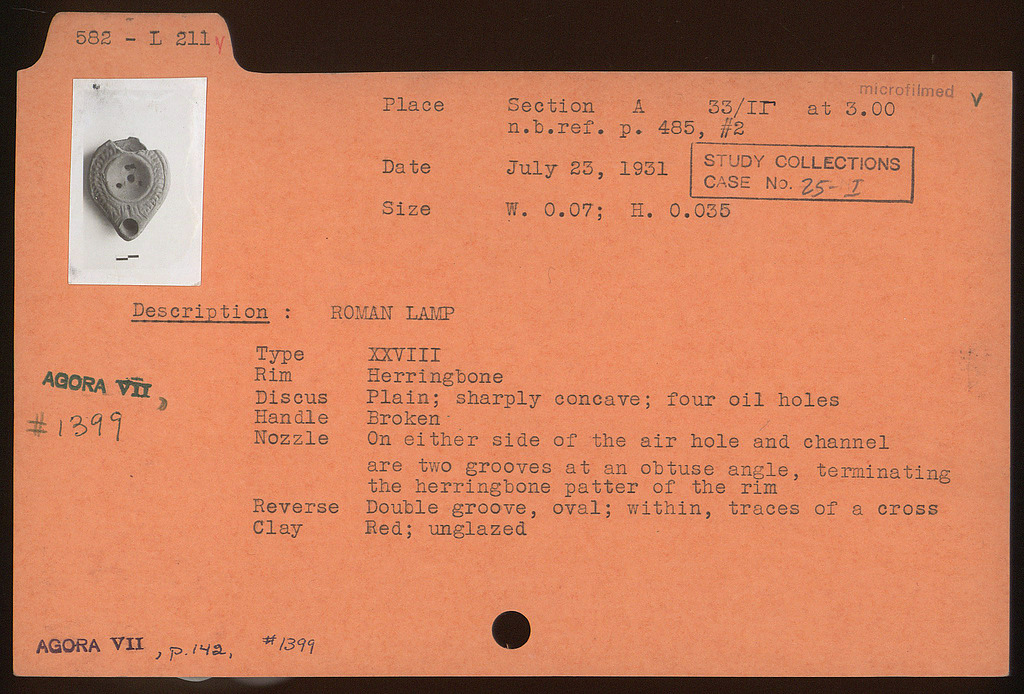 582 - L 211
microfilmed
Place Section A 33/IΓ at 3.00
n.b.ref. p. 485, #2
Date July 23, 1931
STUDY COLLECTIONS
CASE No. 25-I
Size W. 0.07; H. 0.035
Description : ROMAN LAMP
Type XXVIII
Rim Herringbone
Discus Plain; sharply concave; four oil holes
Handle Broken
Nozzle On either side of the air hole and channel
are two grooves at an obtuse angle, terminating
the herringbone patter of the rim
Reverse Double groove, oval; within, traces of a cross
Clay Red; unglazed
AGORA VII,
#1399
AGORA VII, p.142, #1399